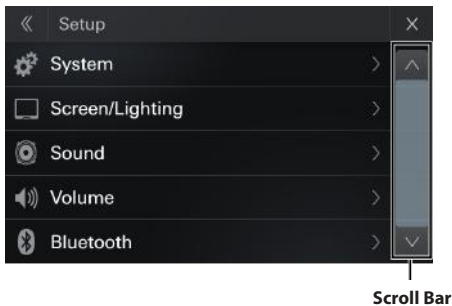 Setup
System
Screen/Lighting
Sound
Volume
Bluetooth
Scroll Bar